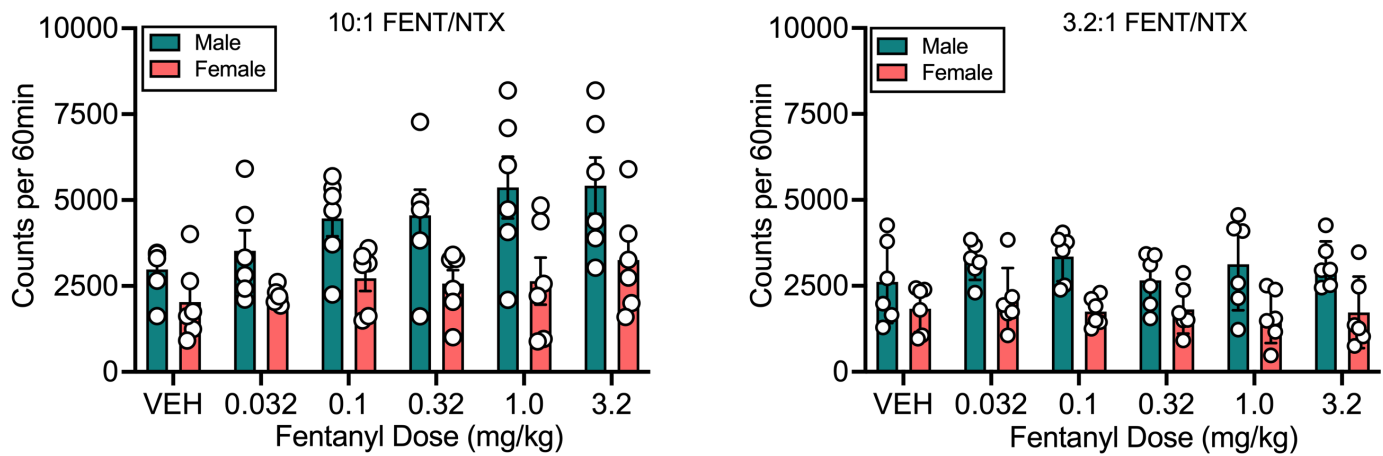 10:1 FENT/NTX
Male
Female
Counts per 60min
10000
7500
5000
2500
0
VEH 0.032 0.1 0.32 1.0 3.2
Fentanyl Dose (mg/kg)
3.2:1 FENT/NTX
Male
Female
Counts per 60min
10000
7500
5000
2500
0
VEH 0.032 0.1 0.32 1.0 3.2
Fentanyl Dose (mg/kg)